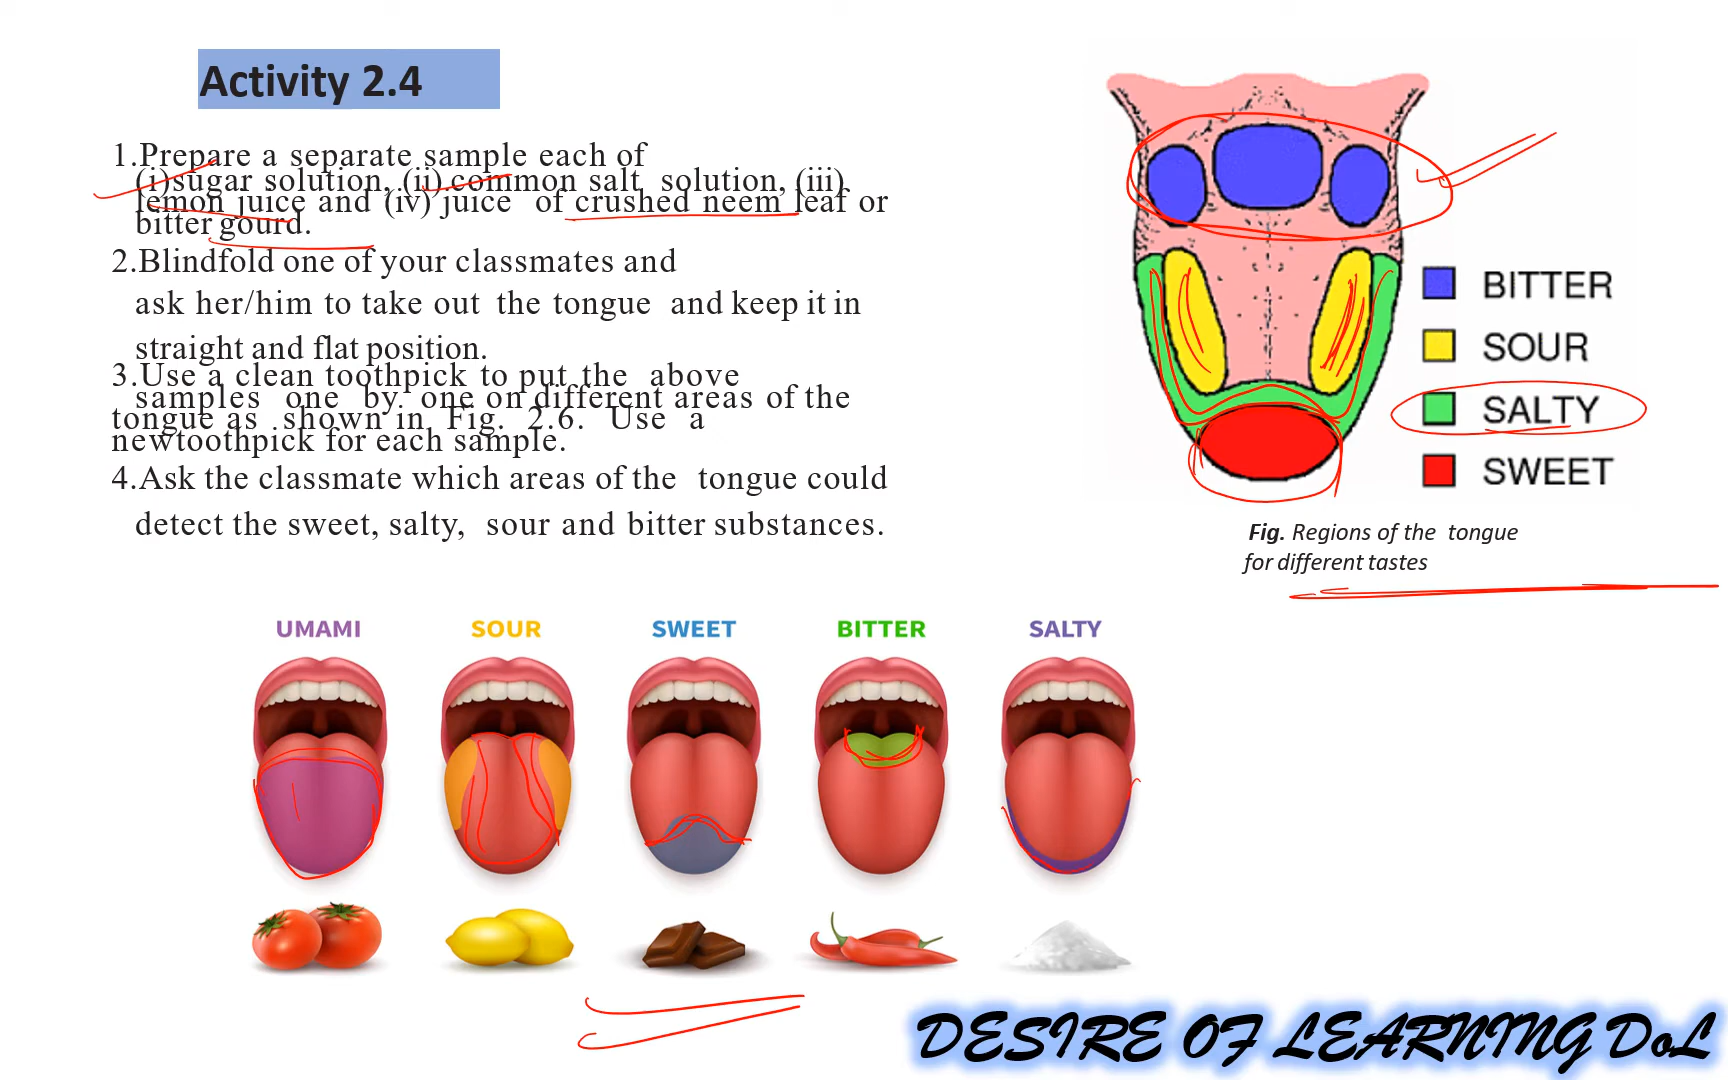 Activity 2.4
1.Prepare a separate sample each of
(i)sugar solution, (ii) common salt solution, (iii)
lemon juice and (iv) juice of crushed neem leaf or
bitter gourd.
2.Blindfold one of your classmates and
ask her/him to take out the tongue and keep it in
straight and flat position.
3.Use a clean toothpick to put the above
samples one by one on different areas of the
tongue as shown in Fig. 2.6. Use a
newtoothpick for each sample.
4.Ask the classmate which areas of the tongue could
detect the sweet, salty, sour and bitter substances.
BITTER
SOUR
SALTY
SWEET
Fig. Regions of the tongue
for different tastes
UMAMI SOUR SWEET BITTER SALTY
DESIRE OF LEARNING DoL